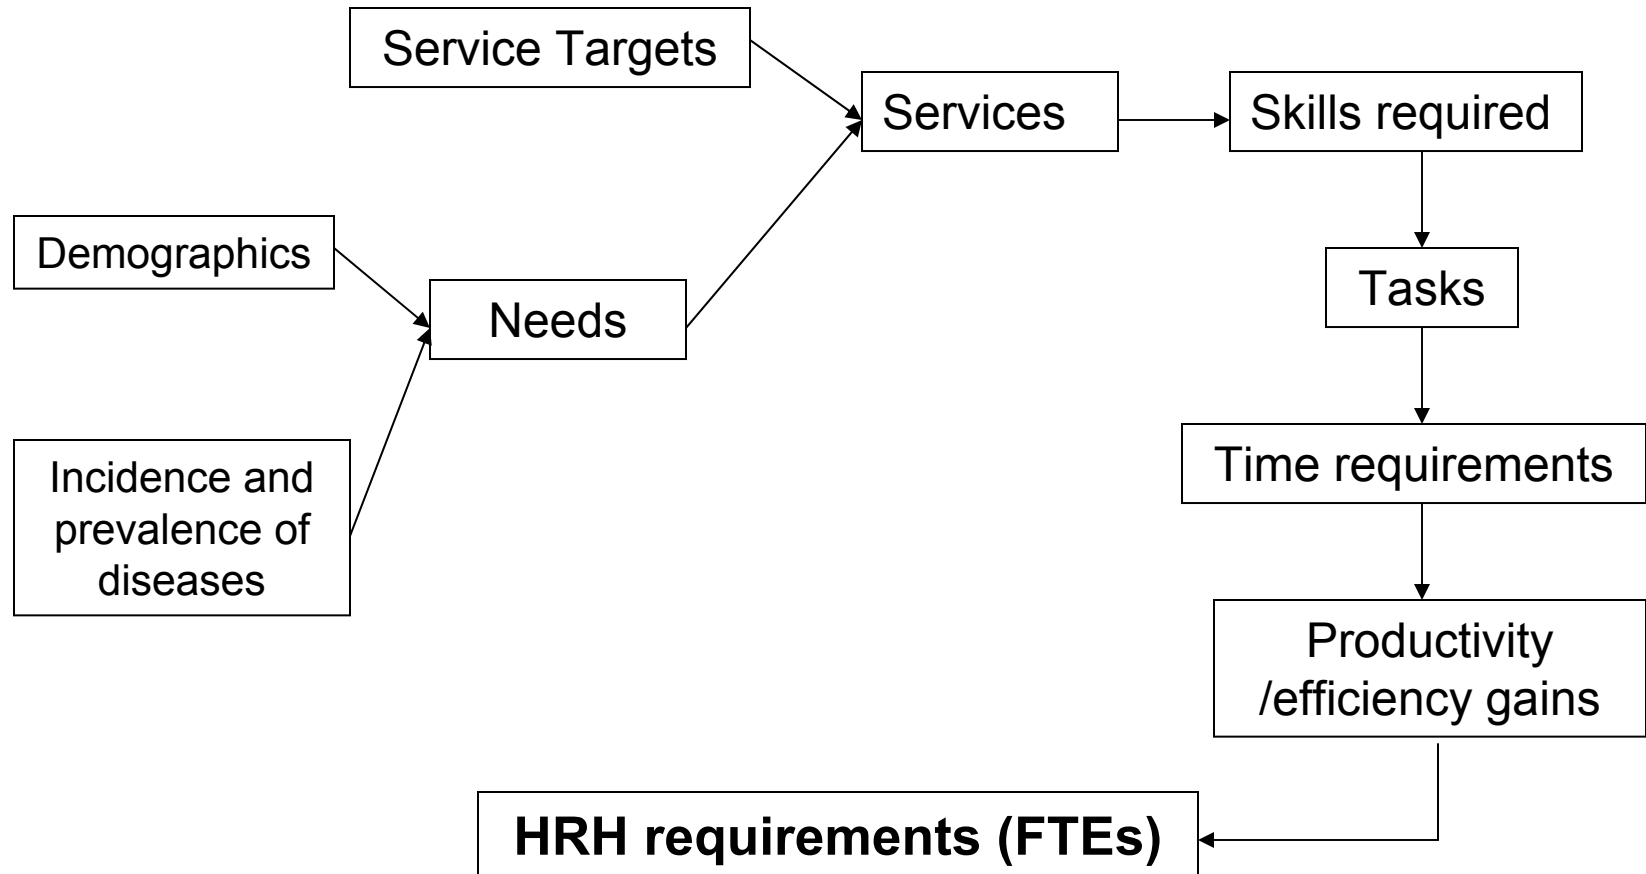 Service Targets
Services
Skills required
Demographics
Needs
Tasks
Incidence and
prevalence of
diseases
Time requirements
Productivity
/efficiency gains
HRH requirements (FTEs)